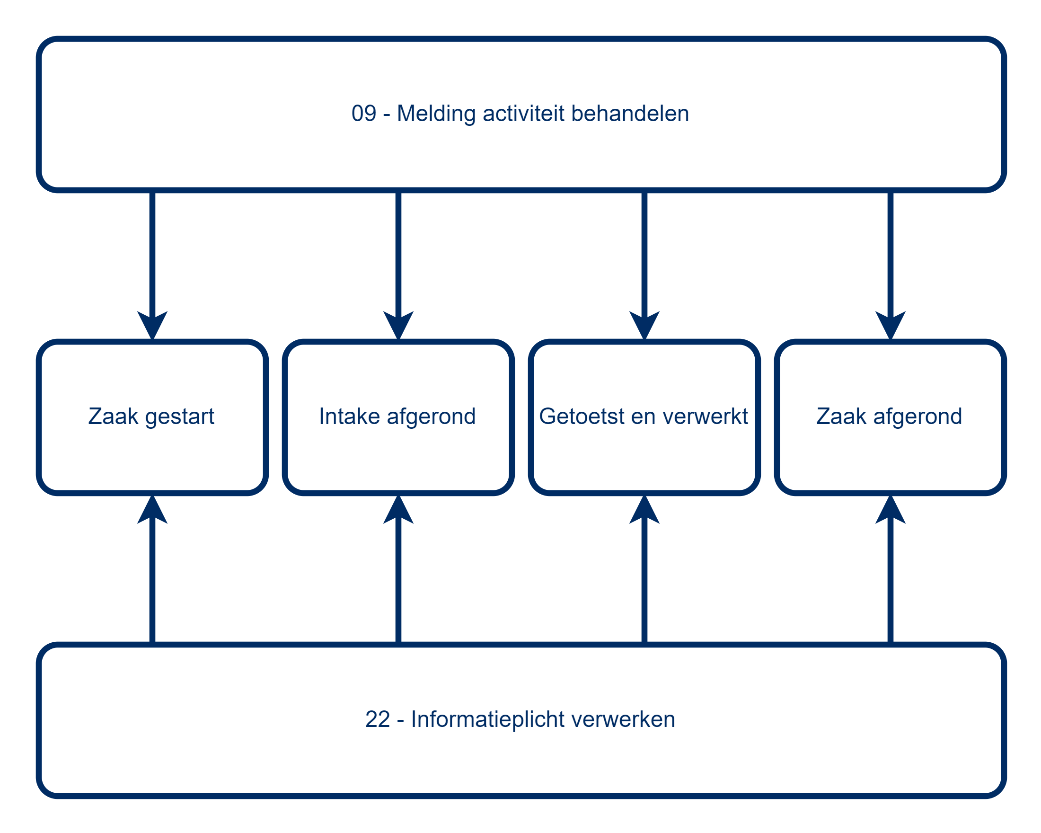 09 - Melding activiteit behandelen
Zaak gestart
Intake afgerond
Getoetst en verwerkt
Zaak afgerond
22 - Informatieplicht verwerken